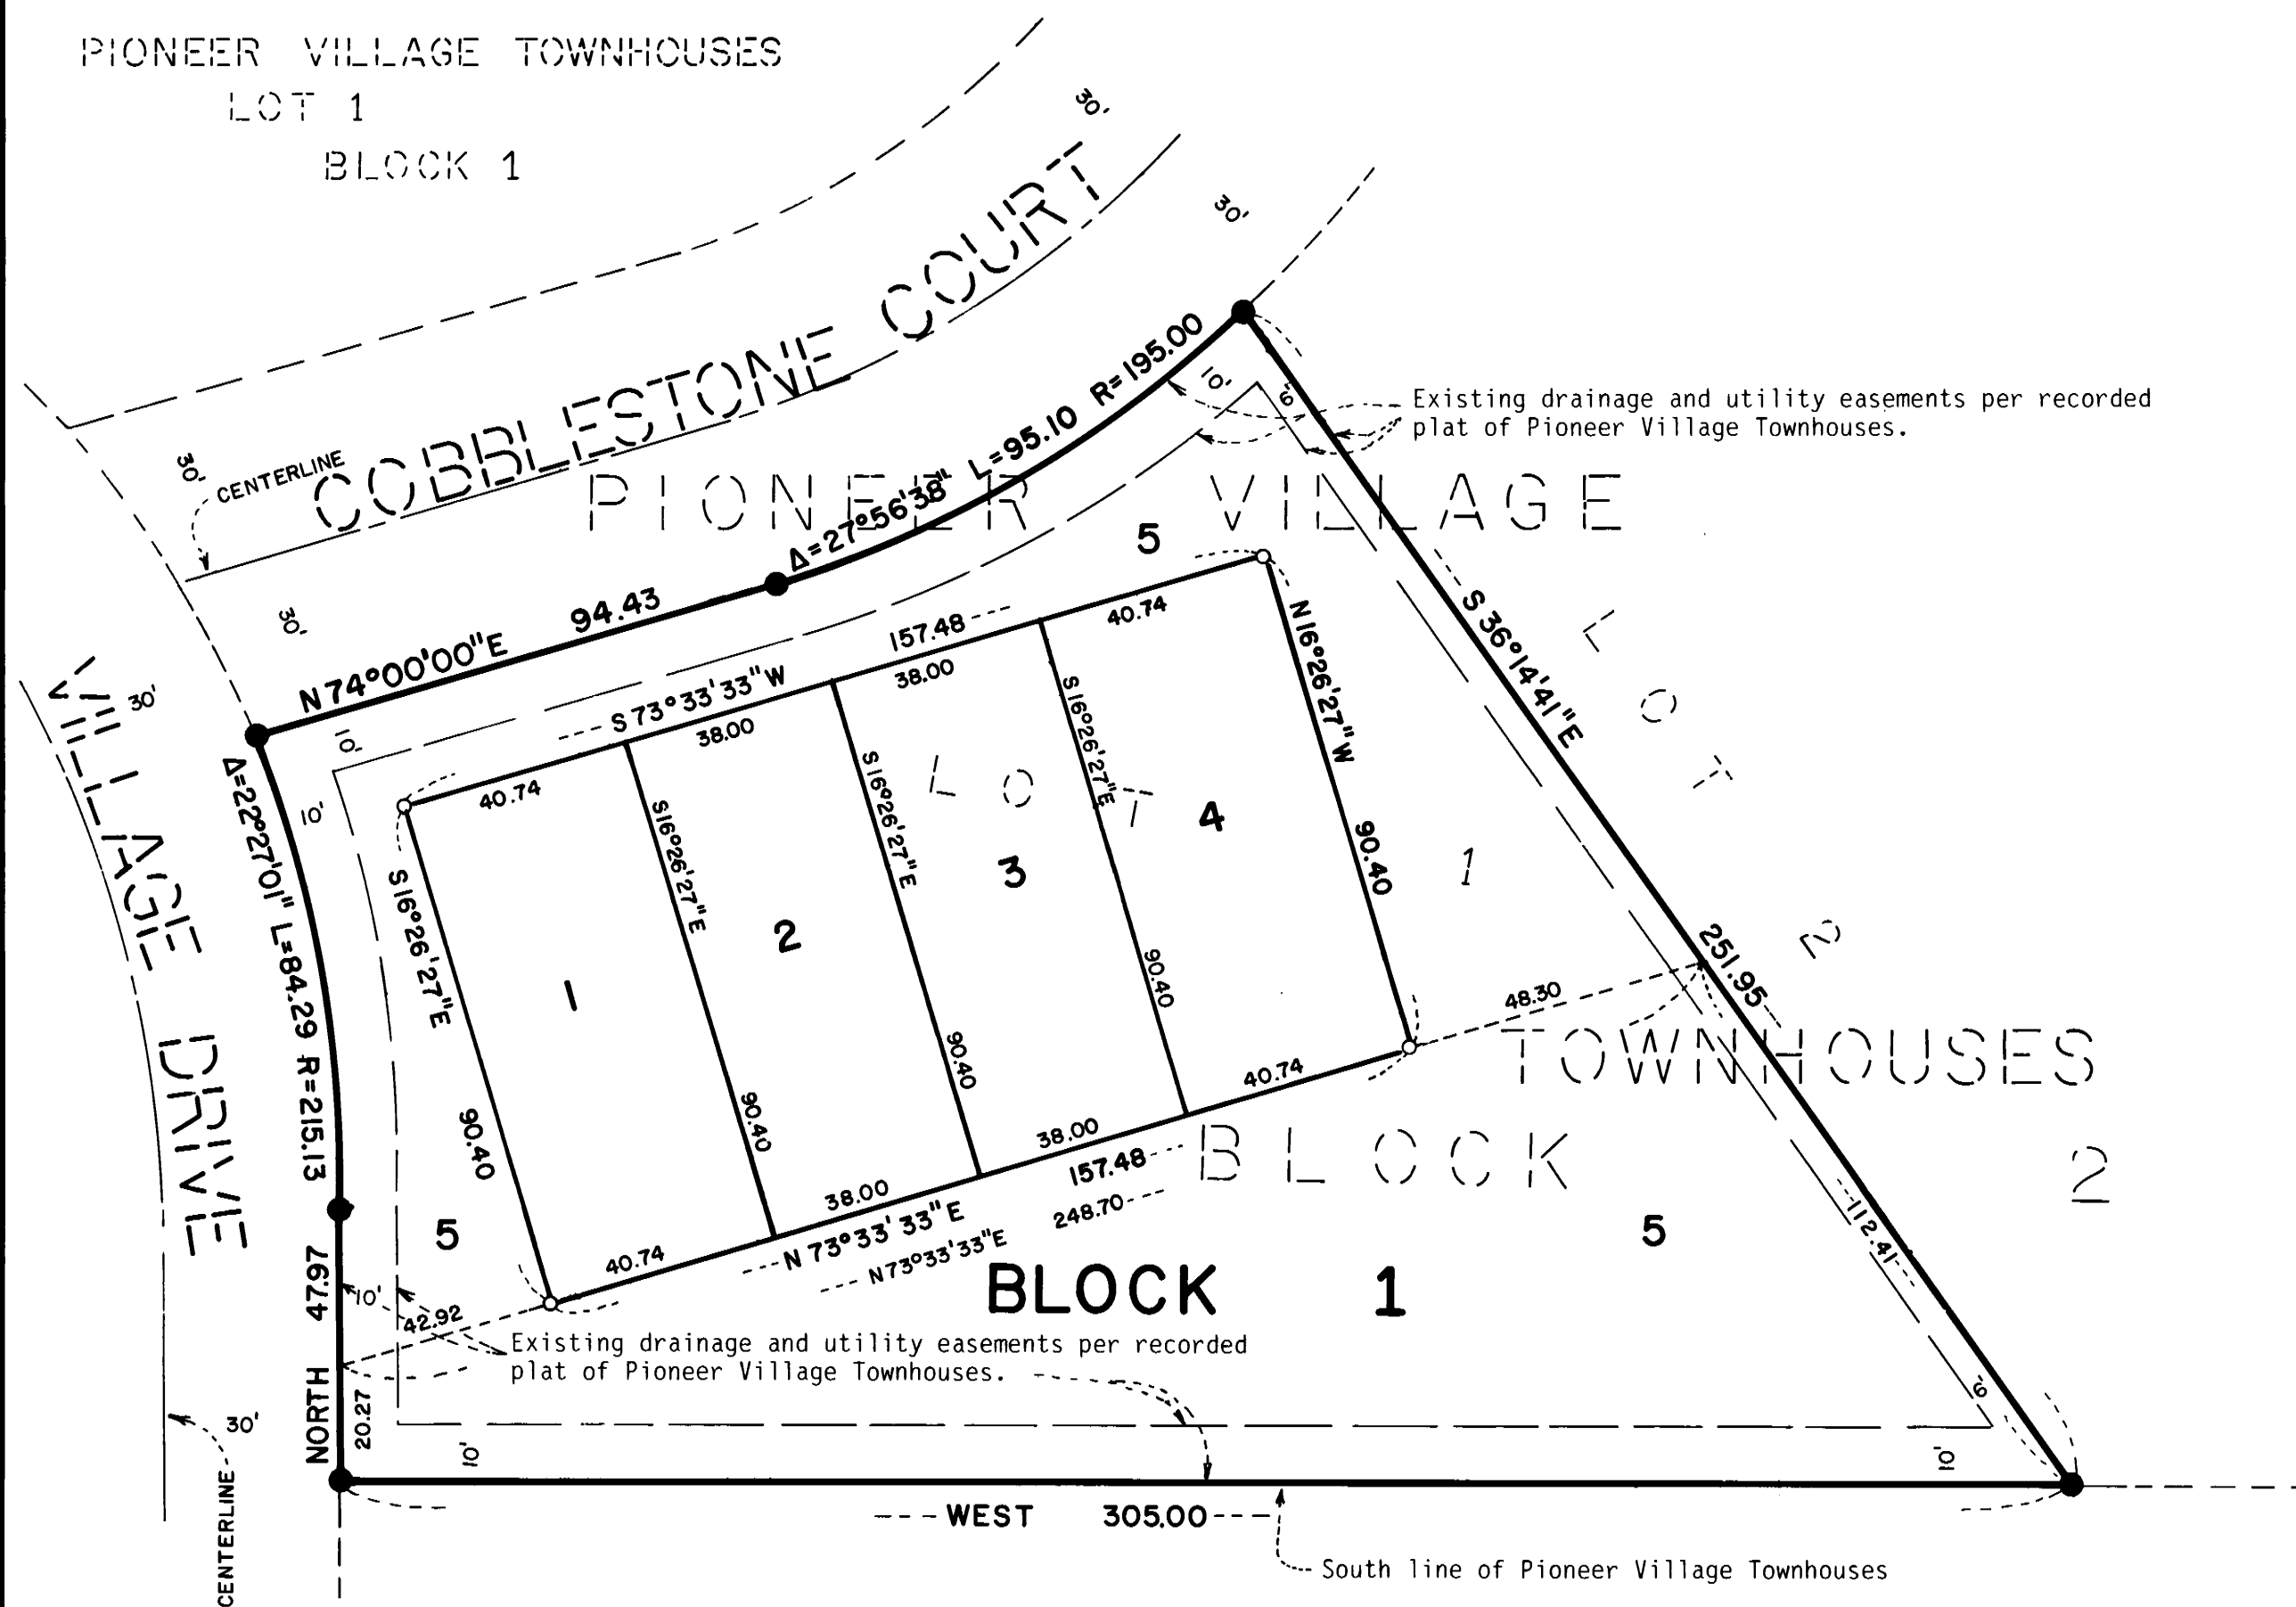 PIONEER VILLAGE TOWNHOUSES
LOT 1
BLOCK 1
30'
30'
COBBLESTONE COURT
30'
CENTERLINE
30'
PIONEER VILLAGE
Δ=27°56'38" L=95.10 R=195.00
10'
6'
Existing drainage and utility easements per recorded
plat of Pioneer Village Townhouses.
N 74°00'00"E 94.43
5
S 36°14'41"E
251.95
LOT 2
VILLAGE DRIVE
30'
10'
10'
Δ=22°27'01" L=84.29 R=215.13
S 73°33'33"W
157.48
40.74
38.00
38.00
40.74
S16°26'27"E
S16°26'27"E
S16°26'27"E
S16°26'27"E
N16°26'27"W
LOT 1
1
2
3
4
90.40
90.40
90.40
90.40
90.40
48.30
TOWNHOUSES
BLOCK 2
40.74
38.00
38.00
40.74
N 73°33'33"E
157.48
N73°33'33"E
248.70
5
5
112.41
BLOCK 1
NORTH 47.97
10'
42.92
20.27
Existing drainage and utility easements per recorded
plat of Pioneer Village Townhouses.
30'
CENTERLINE
10'
10'
6'
WEST 305.00
South line of Pioneer Village Townhouses